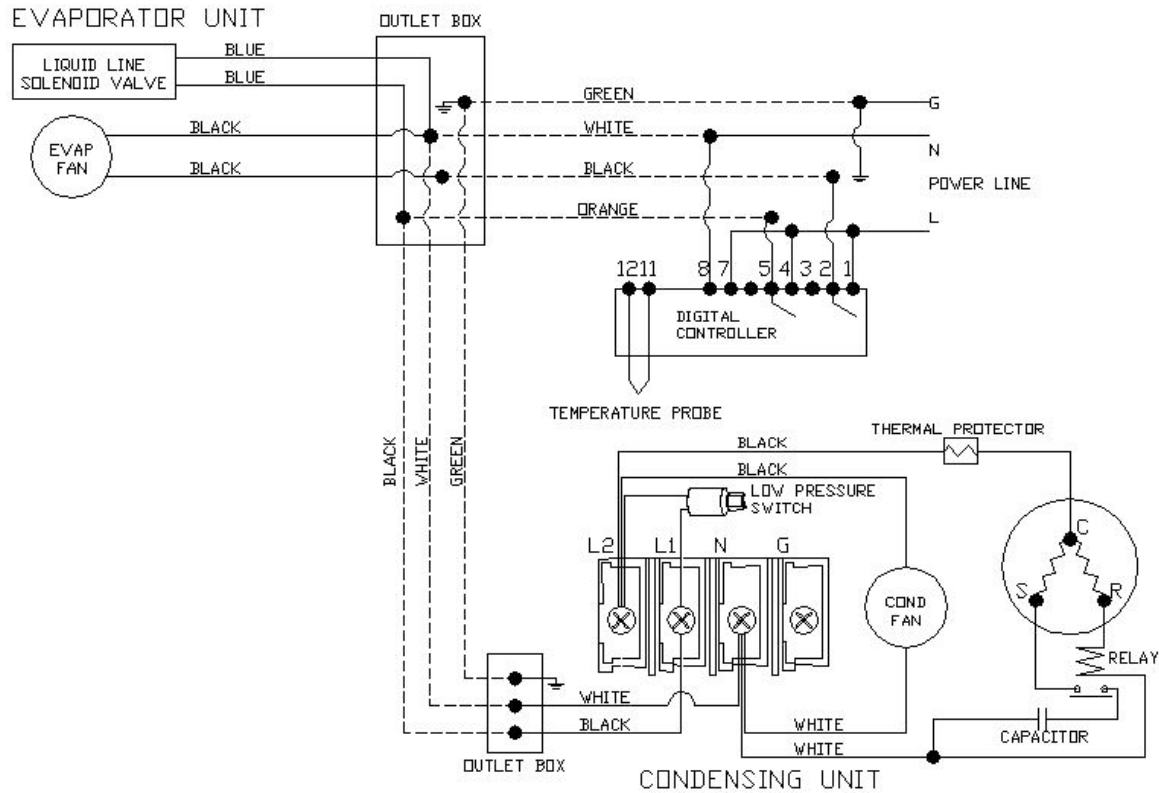 EVAPORATOR UNIT
OUTLET BOX
LIQUID LINE
SOLENOID VALVE
BLUE
BLUE
GREEN
G
BLACK
WHITE
N
EVAP
FAN
BLACK
BLACK
POWER LINE
ORANGE
L
12 11 8 7 5 4 3 2 1
DIGITAL
CONTROLLER
TEMPERATURE PROBE
BLACK
WHITE
GREEN
THERMAL PROTECTOR
BLACK
BLACK
LOW PRESSURE
SWITCH
L2 L1 N G
C
S R
COND
FAN
RELAY
WHITE
BLACK
WHITE
WHITE
CAPACITOR
OUTLET BOX
CONDENSING UNIT